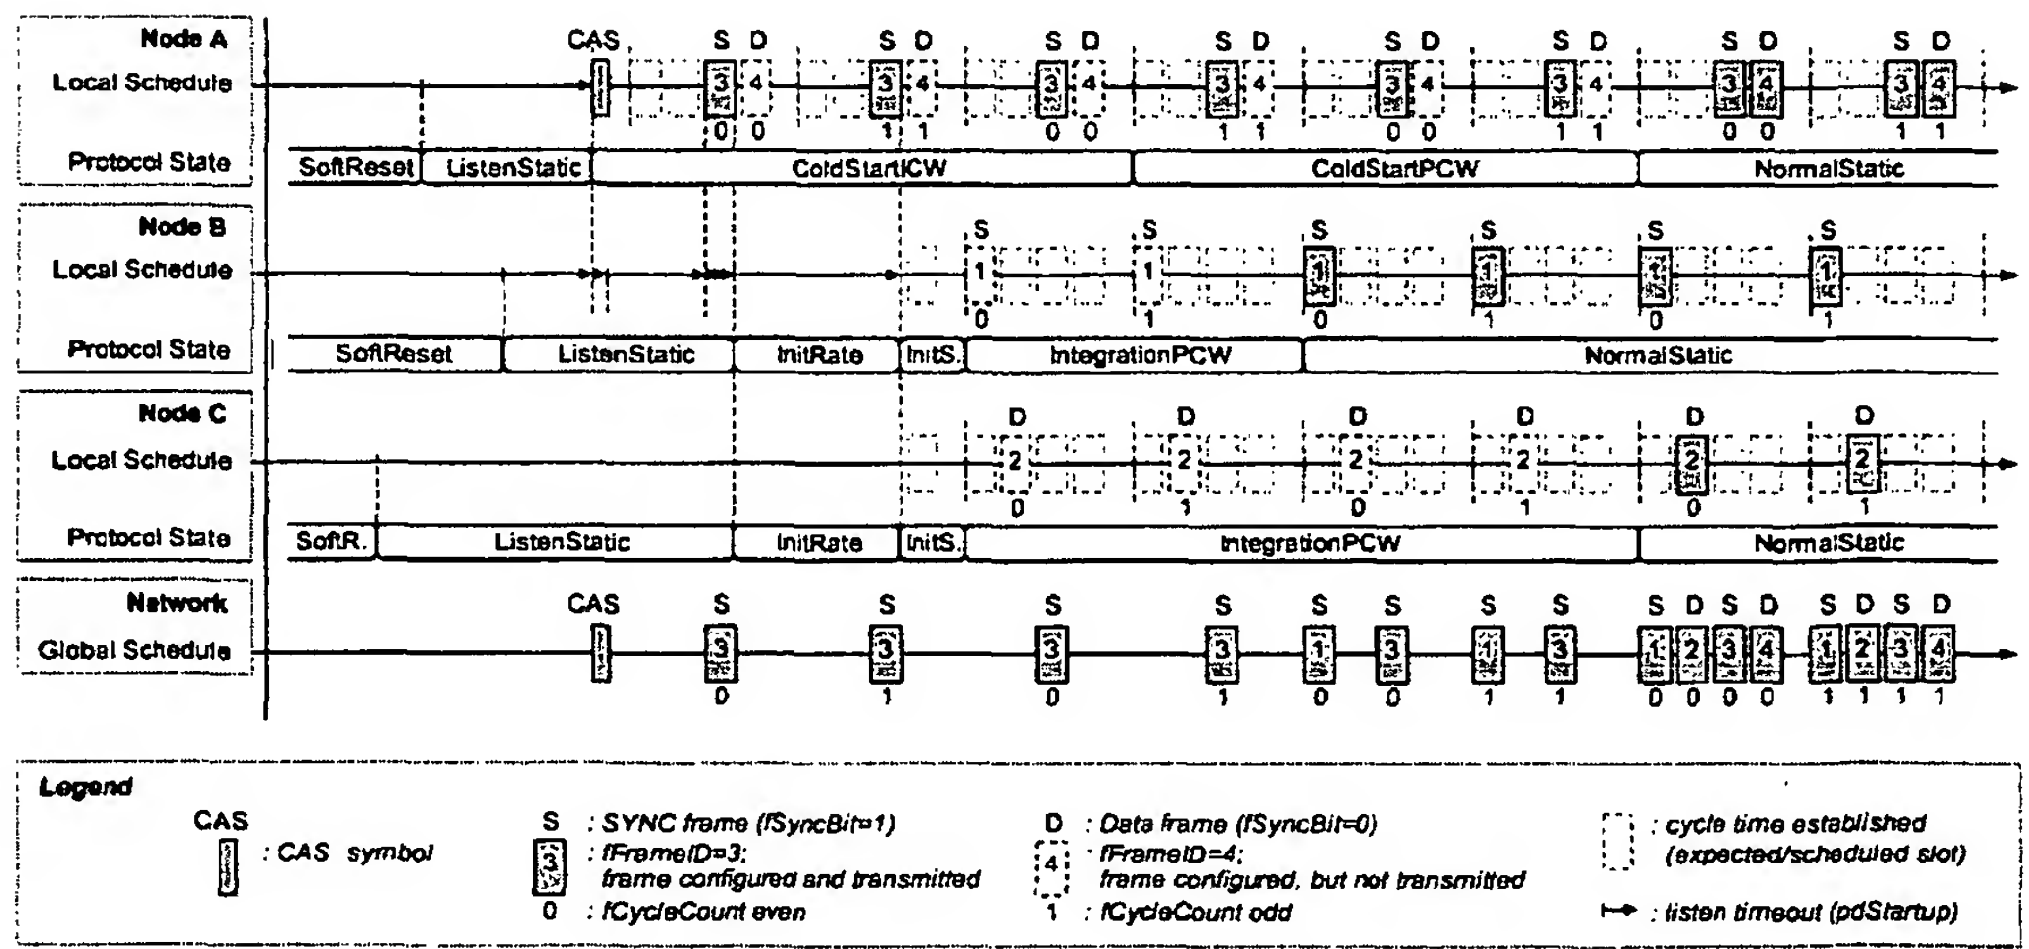 Node A
CAS S D S D S D S D S D S D S D S D
Local Schedule 3 4 3 4 3 4 3 4 3 4 3 4 3 4 3 4
0 0 1 1 0 0 1 1 0 0 1 1 0 0 1 1
Protocol State SoftReset ListenStatic ColdStartICW ColdStartPCW NormalStatic
Node B
S S S S S S
Local Schedule 1 1 1 1 1 1
0 1 0 1 0 1
Protocol State SoftReset ListenStatic InitRate InitS. IntegrationPCW NormalStatic
Node C
D D D D D D
Local Schedule 2 2 2 2 2 2
0 1 0 1 0 1
Protocol State SoftR. ListenStatic InitRate InitS. IntegrationPCW NormalStatic
Network
CAS S S S S S S S S S D S D S D S D
Global Schedule 3 3 3 3 1 3 1 3 1 2 3 4 1 2 3 4
0 1 0 1 0 0 1 1 0 0 0 0 1 1 1 1
Legend
CAS
: CAS symbol
S : SYNC frame (fSyncBit=1)
3 : fFrameID=3;
frame configured and transmitted
0 : fCycleCount even
D : Data frame (fSyncBit=0)
4 : fFrameID=4;
frame configured, but not transmitted
1 : fCycleCount odd
: cycle time established
(expected/scheduled slot)
: listen timeout (pdStartup)